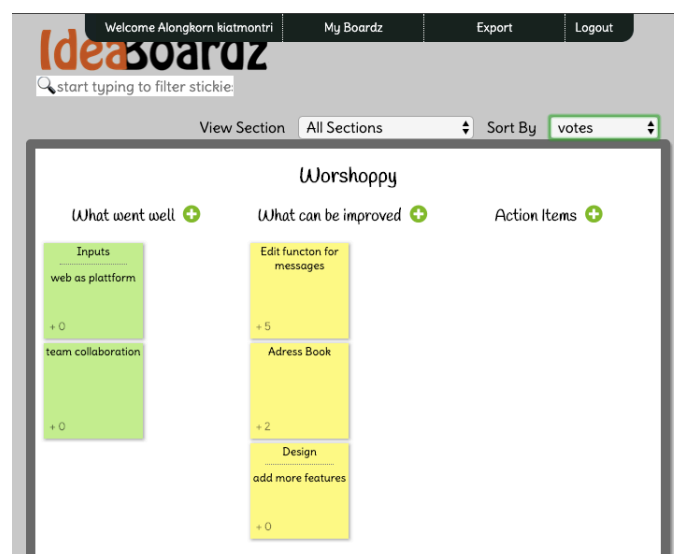 Welcome Alongkorn kiatmontri My Boardz Export Logout
IdeaBoardz
start typing to filter stickie
View Section All Sections Sort By votes
Worshoppy
What went well What can be improved Action Items
Inputs
web as plattform
+ 0
team collaboration
+ 0
Edit functon for
messages
+ 5
Adress Book
+ 2
Design
add more features
+ 0